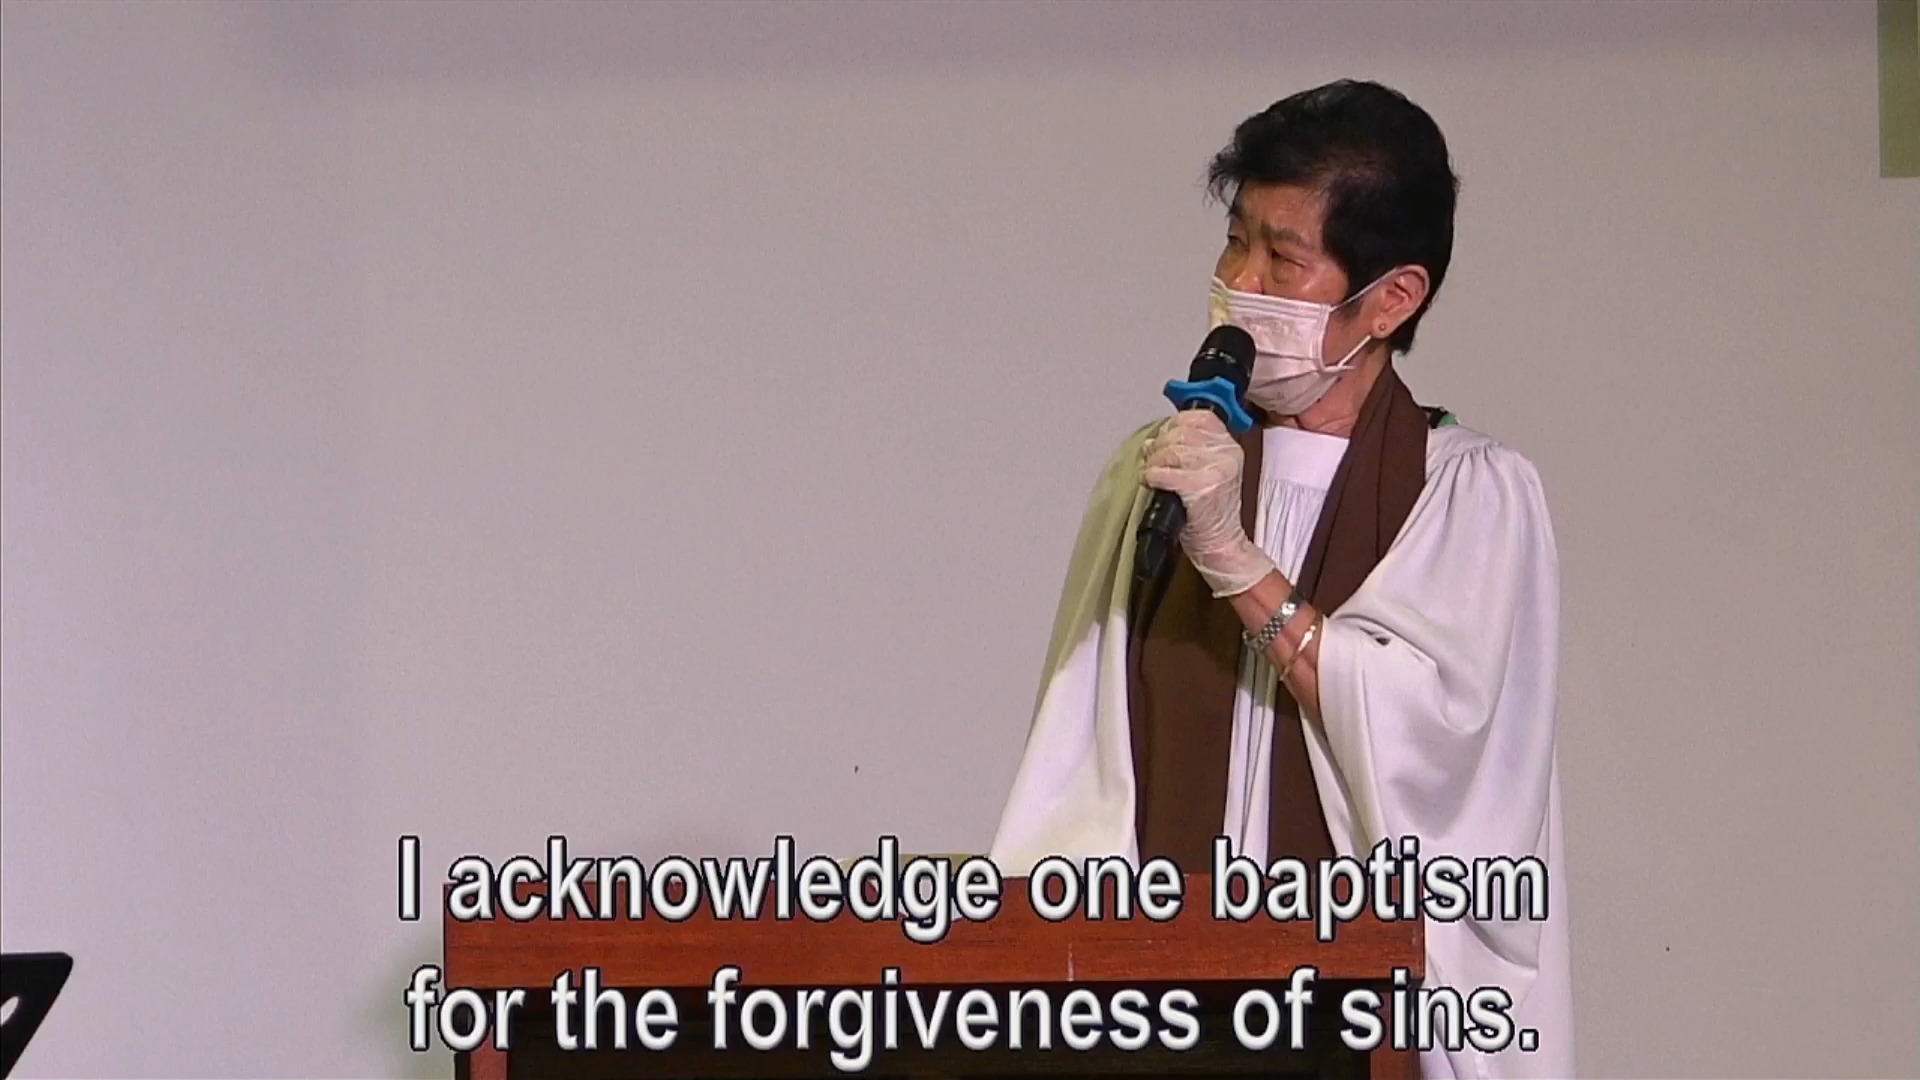 I acknowledge one baptism
for the forgiveness of sins.